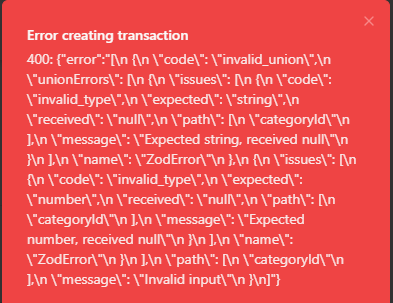 Error creating transaction
400: {"error":"[\n {\n \"code\": \"invalid_union\",\n
\"unionErrors\": [\n {\n \"issues\": [\n {\n \"code\":
\"invalid_type\",\n \"expected\": \"string\",\n
\"received\": \"null\",\n \"path\": [\n \"categoryId\"\n
],\n \"message\": \"Expected string, received null\"\n
}\n ],\n \"name\": \"ZodError\"\n },\n {\n \"issues\": [\n
{\n \"code\": \"invalid_type\",\n \"expected\":
\"number\",\n \"received\": \"null\",\n \"path\": [\n
\"categoryId\"\n ],\n \"message\": \"Expected
number, received null\"\n }\n ],\n \"name\":
\"ZodError\"\n }\n ],\n \"path\": [\n \"categoryId\"\n
],\n \"message\": \"Invalid input\"\n }\n]"}